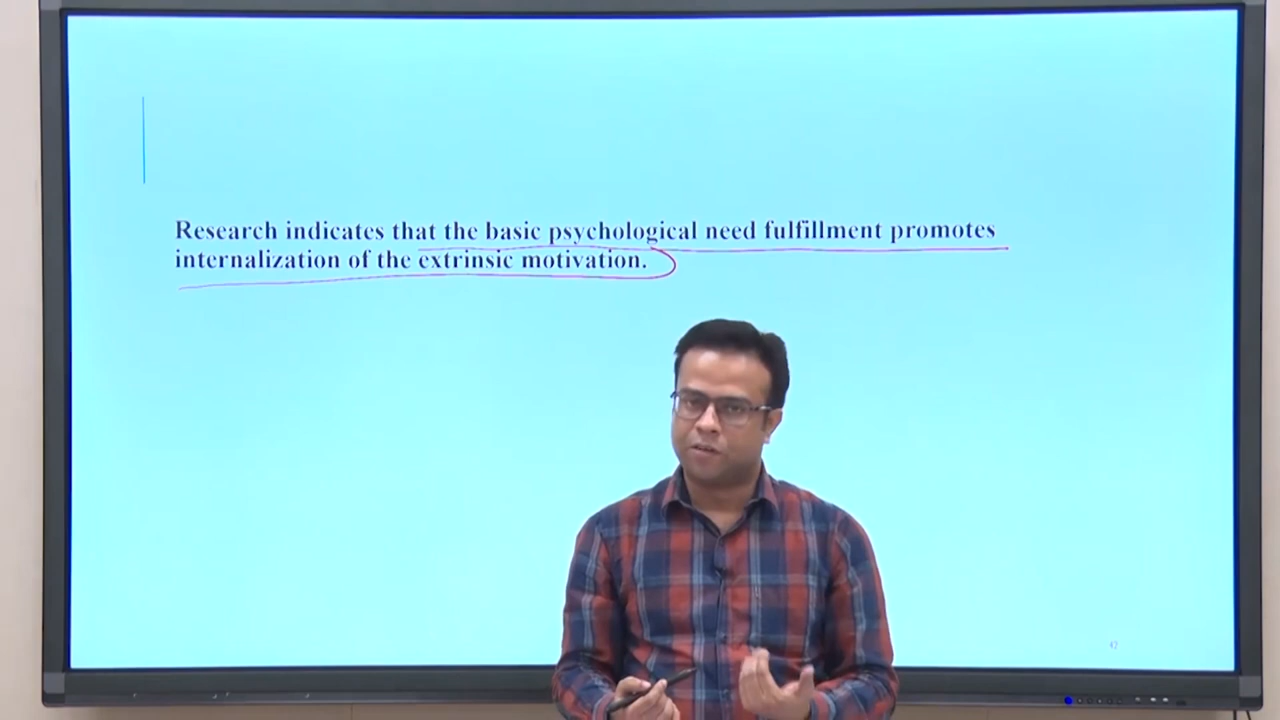 Research indicates that the basic psychological need fulfillment promotes
internalization of the extrinsic motivation.